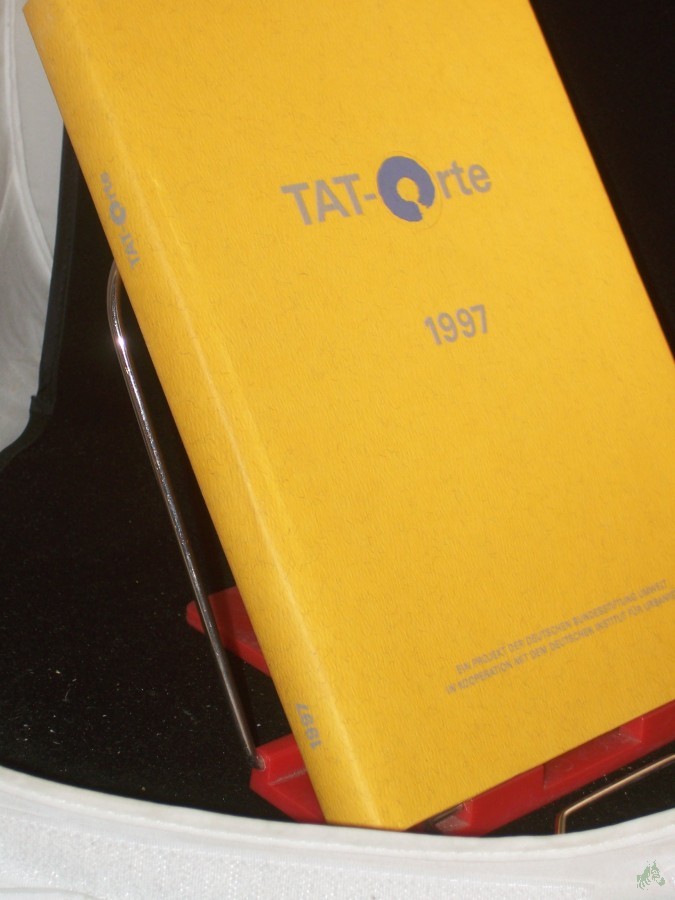 TAT-Orte
1997
EIN PROJEKT DER DEUTSCHEN BUNDESSTIFTUNG UMWELT
IN KOOPERATION MIT DEM DEUTSCHEN INSTITUT FÜR
TAT-Orte
1997